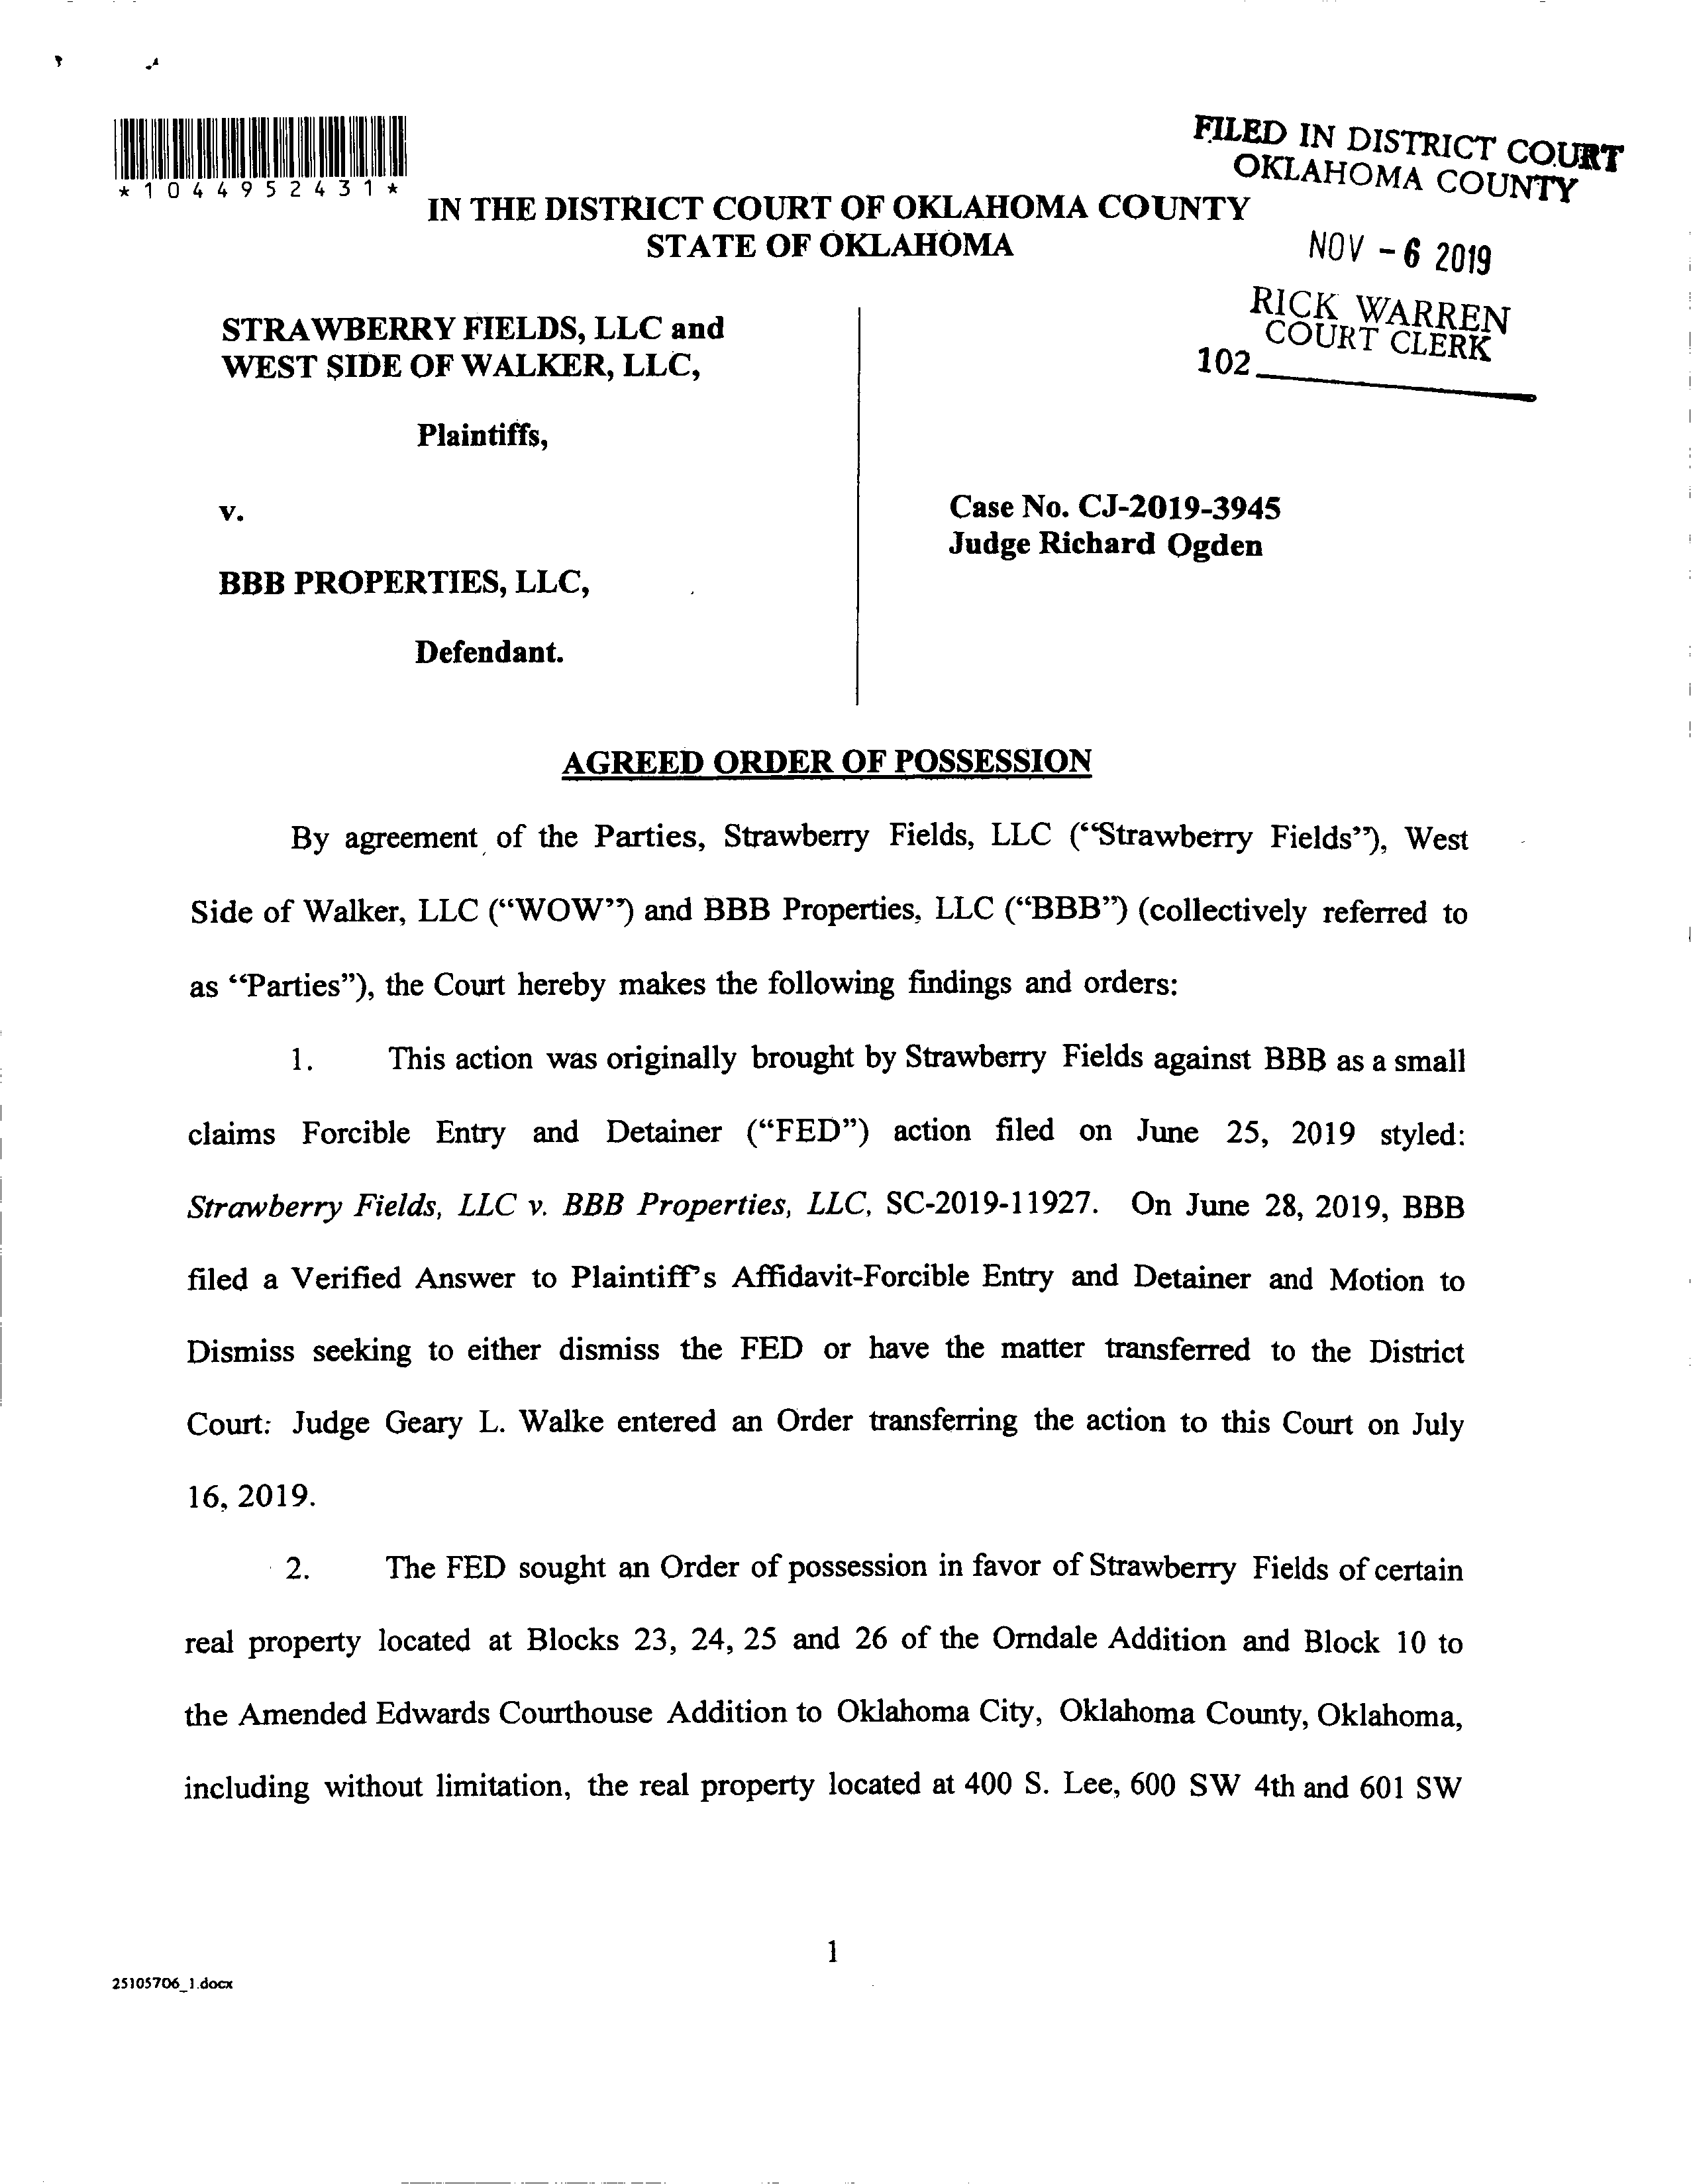 *1044952431*
FILED IN DISTRICT COURT
OKLAHOMA COUNTY
IN THE DISTRICT COURT OF OKLAHOMA COUNTY
STATE OF OKLAHOMA
NOV - 6 2019
RICK WARREN
COURT CLERK
102
STRAWBERRY FIELDS, LLC and
WEST SIDE OF WALKER, LLC,
Plaintiffs,
v.
Case No. CJ-2019-3945
Judge Richard Ogden
BBB PROPERTIES, LLC,
Defendant.
AGREED ORDER OF POSSESSION
By agreement of the Parties, Strawberry Fields, LLC (“Strawberry Fields”), West
Side of Walker, LLC (“WOW”) and BBB Properties, LLC (“BBB”) (collectively referred to
as “Parties”), the Court hereby makes the following findings and orders:
1. This action was originally brought by Strawberry Fields against BBB as a small
claims Forcible Entry and Detainer (“FED”) action filed on June 25, 2019 styled:
Strawberry Fields, LLC v. BBB Properties, LLC, SC-2019-11927. On June 28, 2019, BBB
filed a Verified Answer to Plaintiff's Affidavit-Forcible Entry and Detainer and Motion to
Dismiss seeking to either dismiss the FED or have the matter transferred to the District
Court: Judge Geary L. Walke entered an Order transferring the action to this Court on July
16, 2019.
2. The FED sought an Order of possession in favor of Strawberry Fields of certain
real property located at Blocks 23, 24, 25 and 26 of the Orndale Addition and Block 10 to
the Amended Edwards Courthouse Addition to Oklahoma City, Oklahoma County, Oklahoma,
including without limitation, the real property located at 400 S. Lee, 600 SW 4th and 601 SW
1
25105706_1.docx